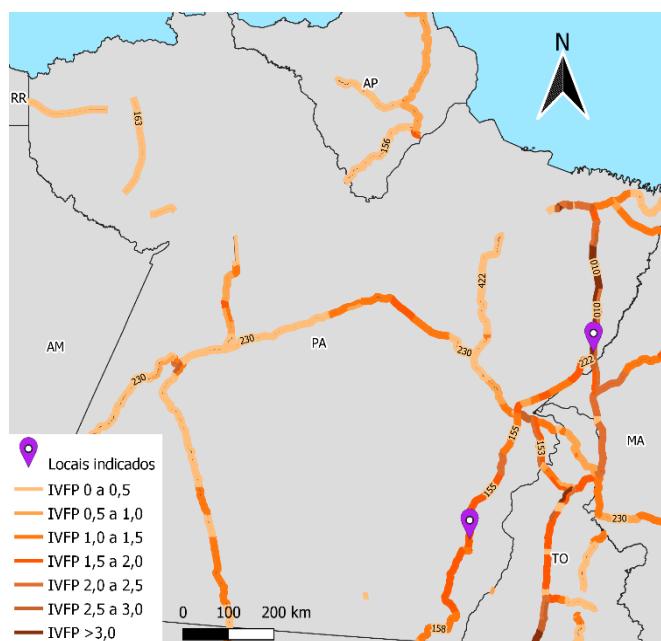 N
AP
RR
163
156
010
010
422
222
230
PA
230
AM
230
155
MA
153
155
230
TO
158
Locais indicados
IVFP 0 a 0,5
IVFP 0,5 a 1,0
IVFP 1,0 a 1,5
IVFP 1,5 a 2,0
IVFP 2,0 a 2,5
IVFP 2,5 a 3,0
IVFP >3,0
0 100 200 km